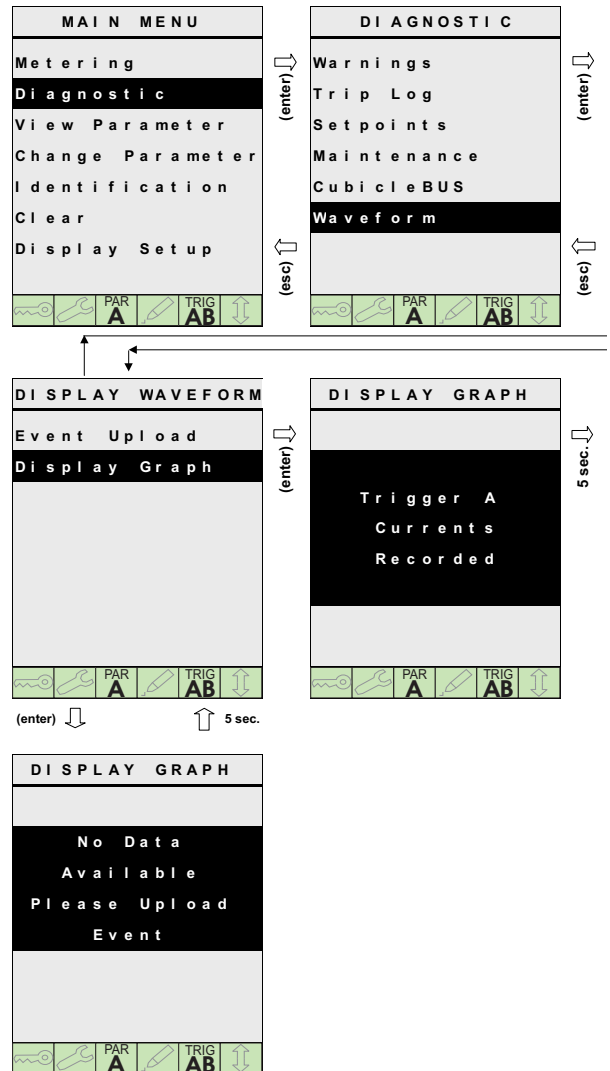 MAIN MENU
Metering
Diagnostic
View Parameter
Change Parameter
Identification
Clear
Display Setup
PAR
A
TRIG
AB
(enter)
(esc)
DIAGNOSTIC
Warnings
Trip Log
Setpoints
Maintenance
CubicleBUS
Waveform
PAR
A
TRIG
AB
(enter)
(esc)
DISPLAY WAVEFORM
Event Upload
Display Graph
PAR
A
TRIG
AB
(enter)
DISPLAY GRAPH
Trigger A
Currents
Recorded
PAR
A
TRIG
AB
5 sec.
(enter)
5 sec.
DISPLAY GRAPH
No Data
Available
Please Upload
Event
PAR
A
TRIG
AB